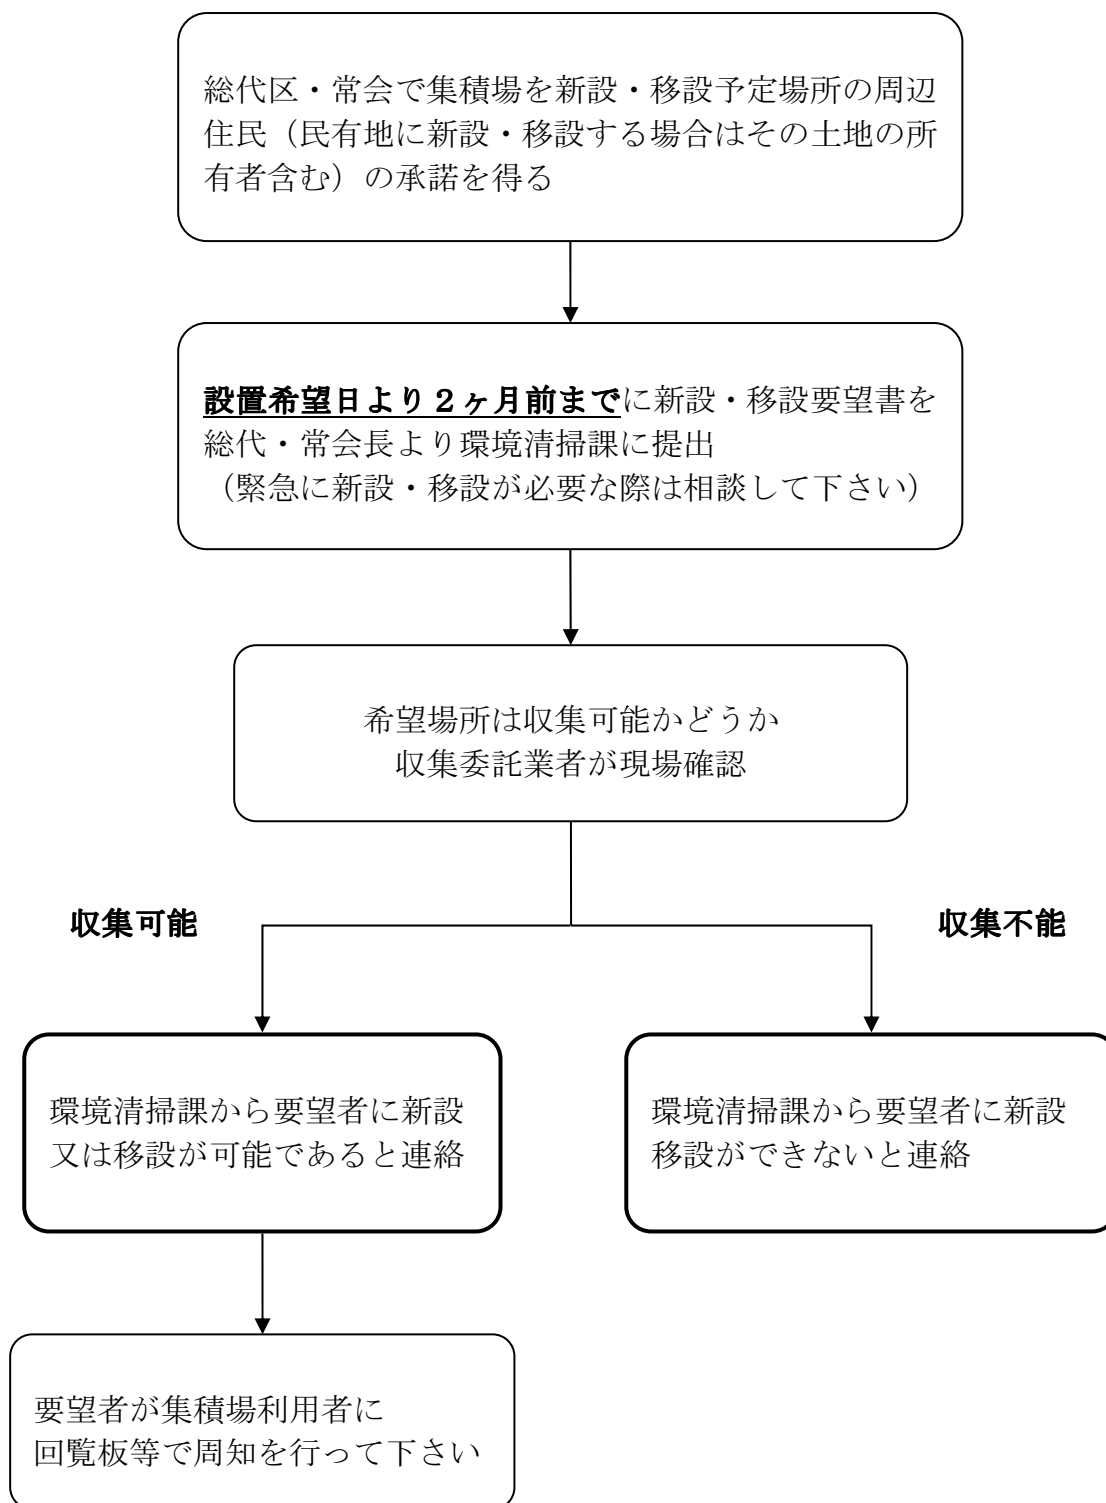 総代区・常会で集積場を新設・移設予定場所の周辺
住民（民有地に新設・移設する場合はその土地の所
有者含む）の承諾を得る
設置希望日より２ヶ月前までに新設・移設要望書を
総代・常会長より環境清掃課に提出
（緊急に新設・移設が必要な際は相談して下さい）
希望場所は収集可能かどうか
収集委託業者が現場確認
収集可能
収集不能
環境清掃課から要望者に新設
又は移設が可能であると連絡
環境清掃課から要望者に新設
移設ができないと連絡
要望者が集積場利用者に
回覧板等で周知を行って下さい